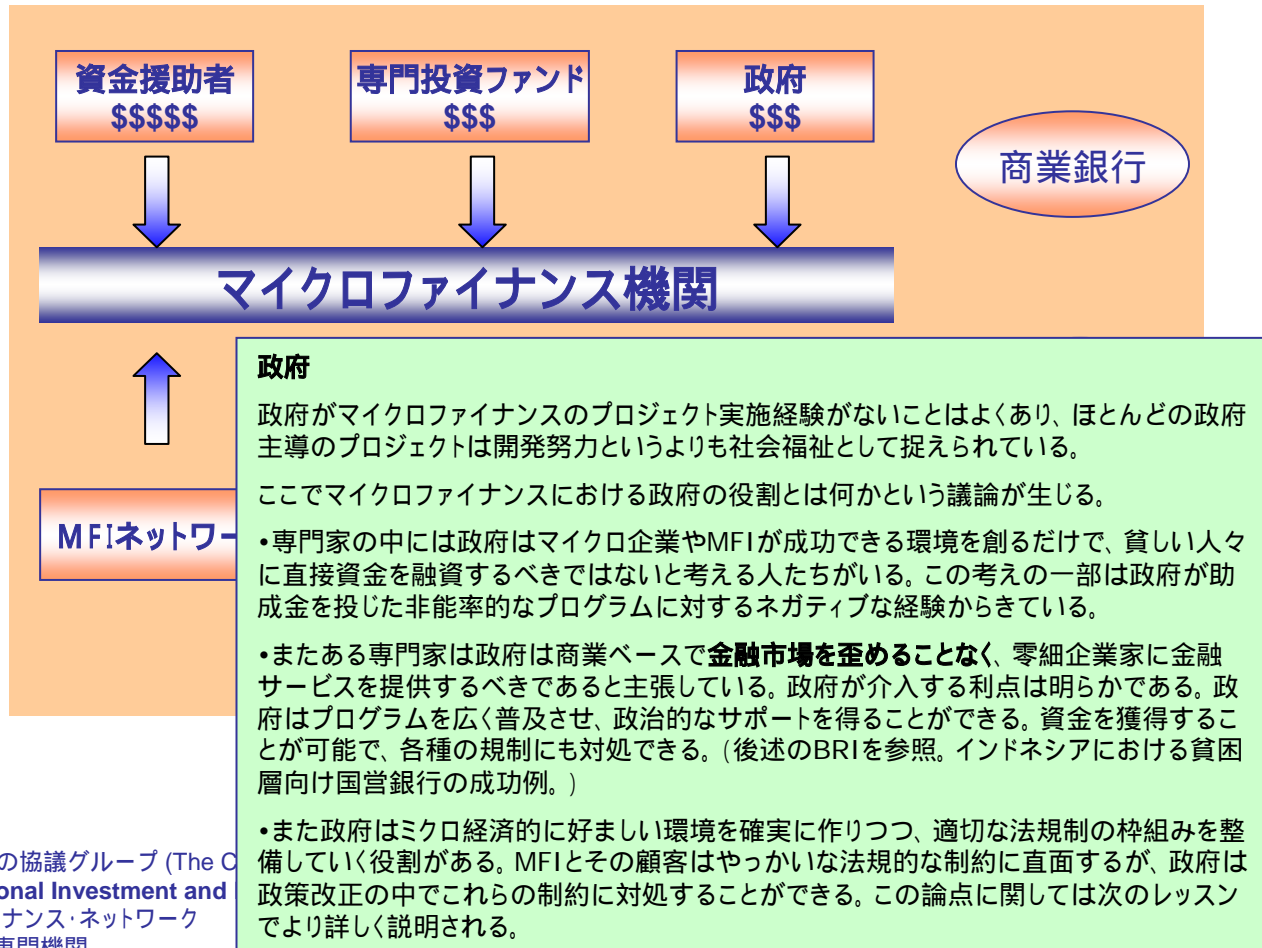 資金援助者
$$$$$
専門投資ファンド
$$$
政府
$$$
商業銀行
マイクロファイナンス機関
MFIネットワー
政府
政府がマイクロファイナンスのプロジェクト実施経験がないことはよくあり、ほとんどの政府
主導のプロジェクトは開発努力というよりも社会福祉として捉えられている。
ここでマイクロファイナンスにおける政府の役割とは何かという議論が生じる。
•専門家の中には政府はマイクロ企業やMFIが成功できる環境を創るだけで、貧しい人々
に直接資金を融資するべきではないと考える人たちがいる。この考えの一部は政府が助
成金を投じた非能率的なプログラムに対するネガティブな経験からきている。
•またある専門家は政府は商業ベースで金融市場を歪めることなく、零細企業家に金融
サービスを提供するべきであると主張している。政府が介入する利点は明らかである。政
府はプログラムを広く普及させ、政治的なサポートを得ることができる。資金を獲得するこ
とが可能で、各種の規制にも対処できる。(後述のBRIを参照。インドネシアにおける貧困
層向け国営銀行の成功例。)
•また政府はミクロ経済的に好ましい環境を確実に作りつつ、適切な法規制の枠組みを整
備していく役割がある。MFIとその顧客はやっかいな法規的な制約に直面するが、政府は
政策改正の中でこれらの制約に対処することができる。この論点に関しては次のレッスン
でより詳しく説明される。
の協議グループ (The C
onal Investment and
ナンス・ネットワーク
専門機関